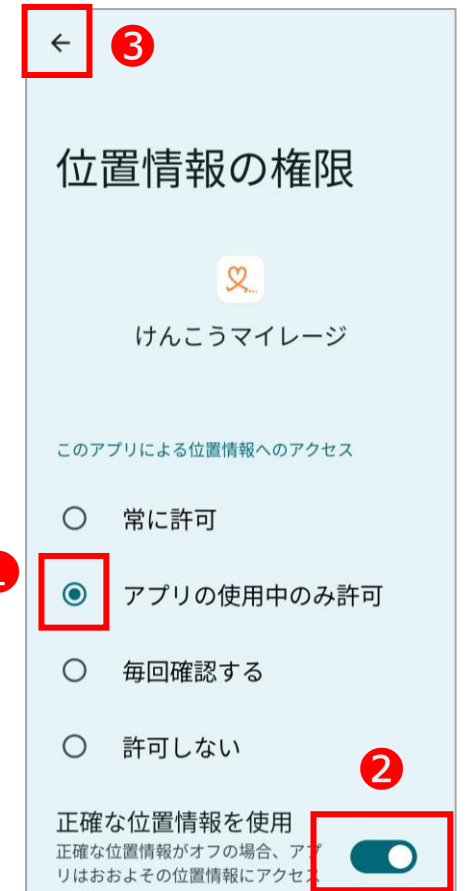 ← ❸
位置情報の権限
けんこうマイレージ
このアプリによる位置情報へのアクセス
常に許可
アプリの使用中のみ許可
毎回確認する
許可しない
❷
正確な位置情報を使用
正確な位置情報がオフの場合、アプ
リはおおよその位置情報にアクセス